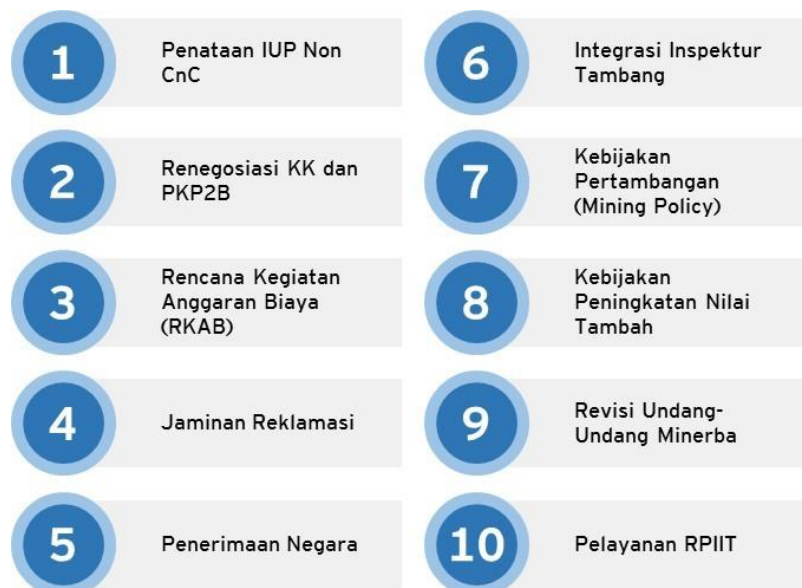 1
Penataan IUP Non
CnC
2
Renegosiasi KK dan
PKP2B
3
Rencana Kegiatan
Anggaran Biaya
(RKAB)
4
Jaminan Reklamasi
5
Penerimaan Negara
6
Integrasi Inspektur
Tambang
7
Kebijakan
Pertambangan
(Mining Policy)
8
Kebijakan
Peningkatan Nilai
Tambah
9
Revisi Undang-
Undang Minerba
10
Pelayanan RPIIT